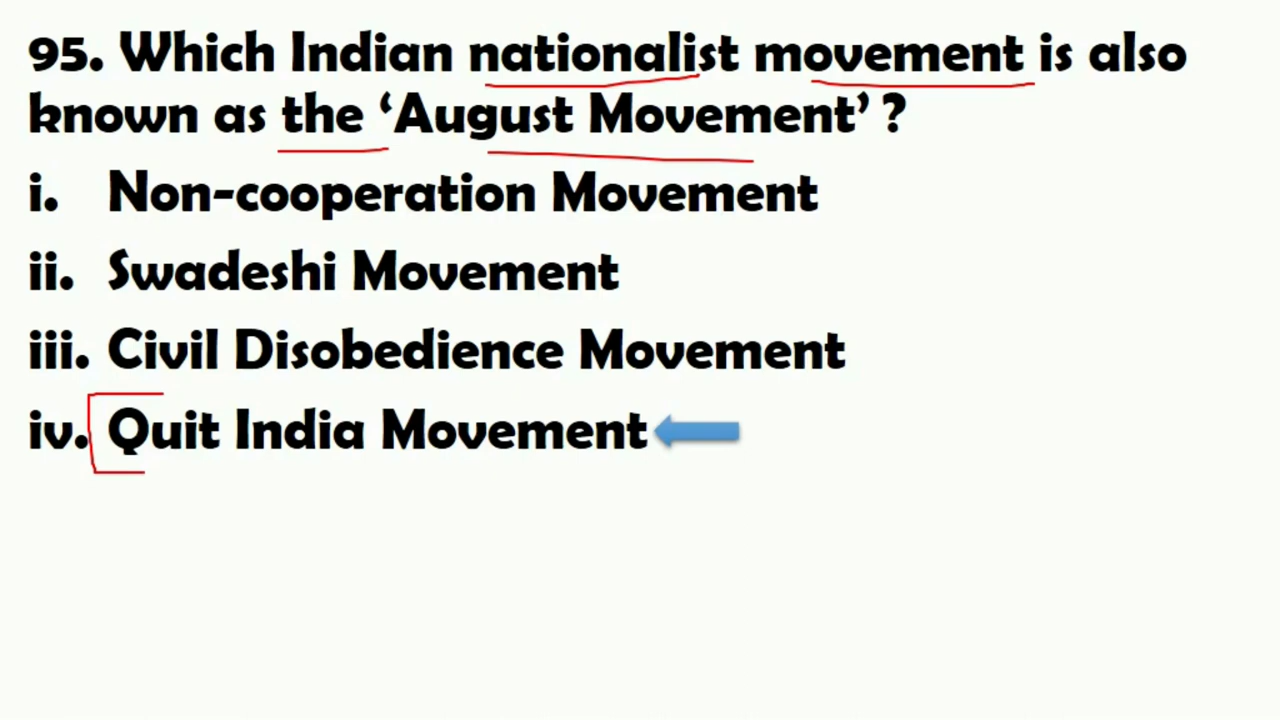 95. Which Indian nationalist movement is also
known as the ‘August Movement’ ?
i. Non-cooperation Movement
ii. Swadeshi Movement
iii. Civil Disobedience Movement
iv. Quit India Movement